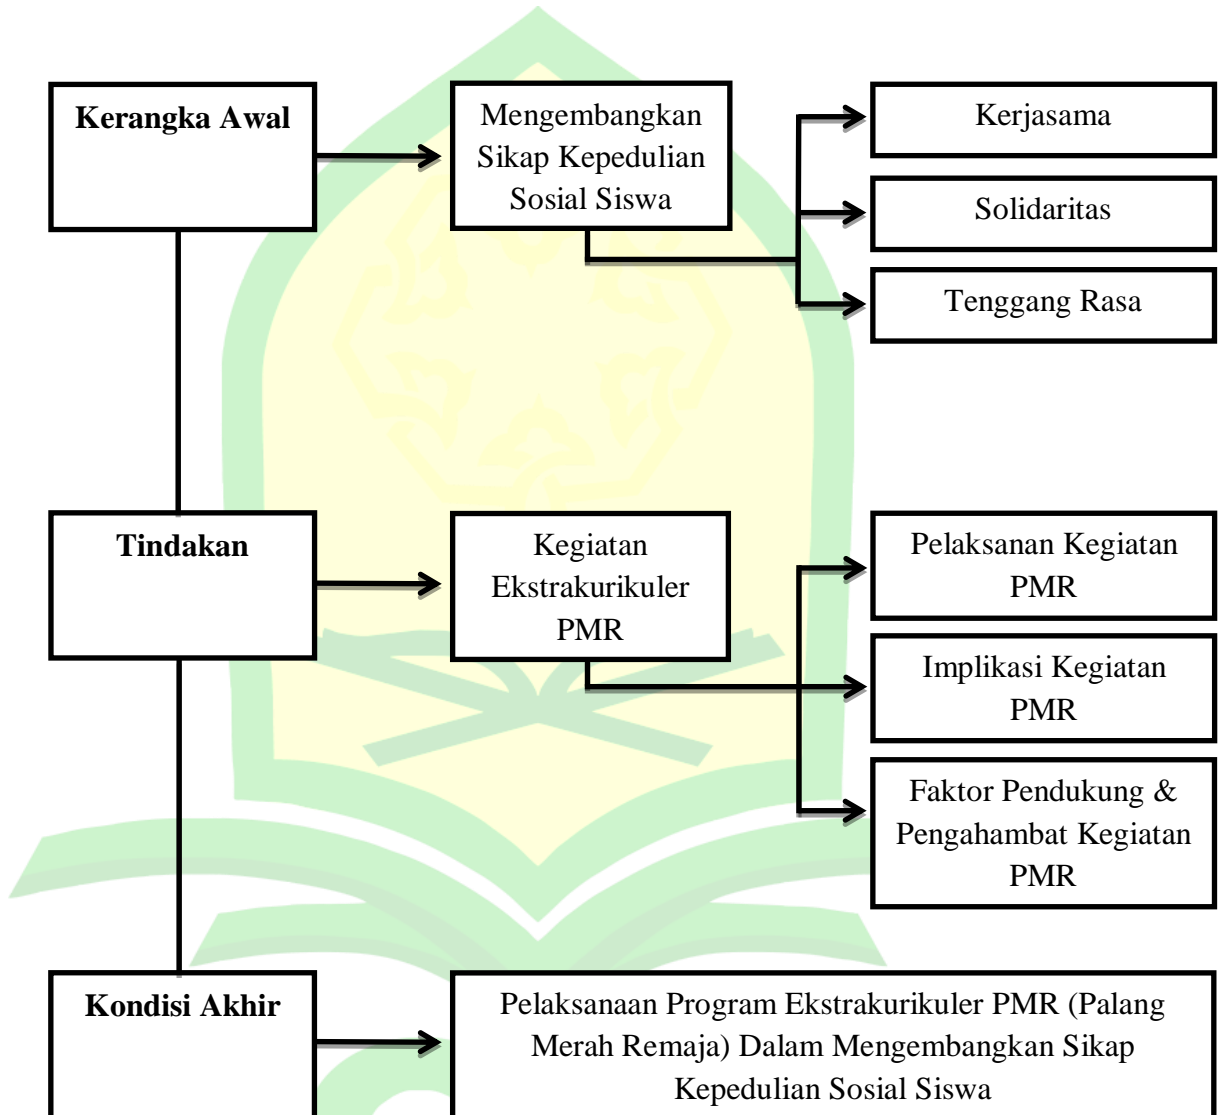 Kerangka Awal
Mengembangkan
Sikap Kepedulian
Sosial Siswa
Kerjasama
Solidaritas
Tenggang Rasa
Tindakan
Kegiatan
Ekstrakurikuler
PMR
Pelaksanan Kegiatan
PMR
Implikasi Kegiatan
PMR
Faktor Pendukung &
Pengahambat Kegiatan
PMR
Kondisi Akhir
Pelaksanaan Program Ekstrakurikuler PMR (Palang
Merah Remaja) Dalam Mengembangkan Sikap
Kepedulian Sosial Siswa